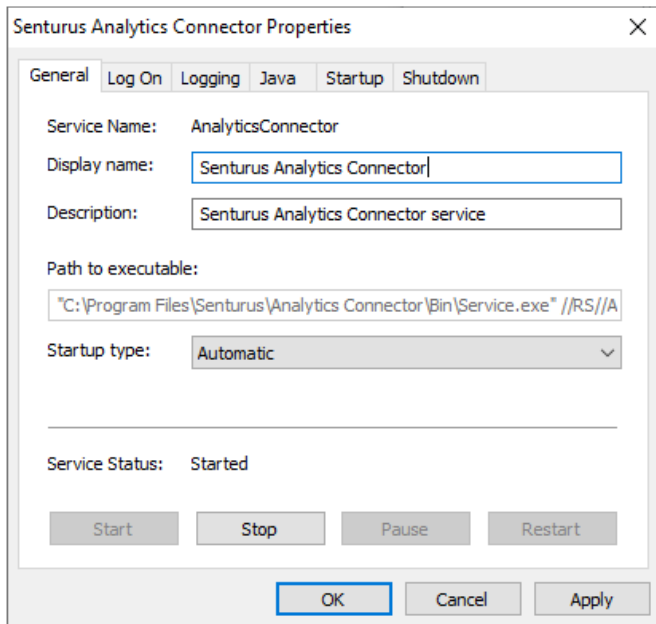 Senturus Analytics Connector Properties
General Log On Logging Java Startup Shutdown
Service Name: AnalyticsConnector
Display name: Senturus Analytics Connector
Description: Senturus Analytics Connector service
Path to executable:
"C:\Program Files\Senturus\Analytics Connector\Bin\Service.exe" //RS//A
Startup type: Automatic
Service Status: Started
Start Stop Pause Restart
OK Cancel Apply